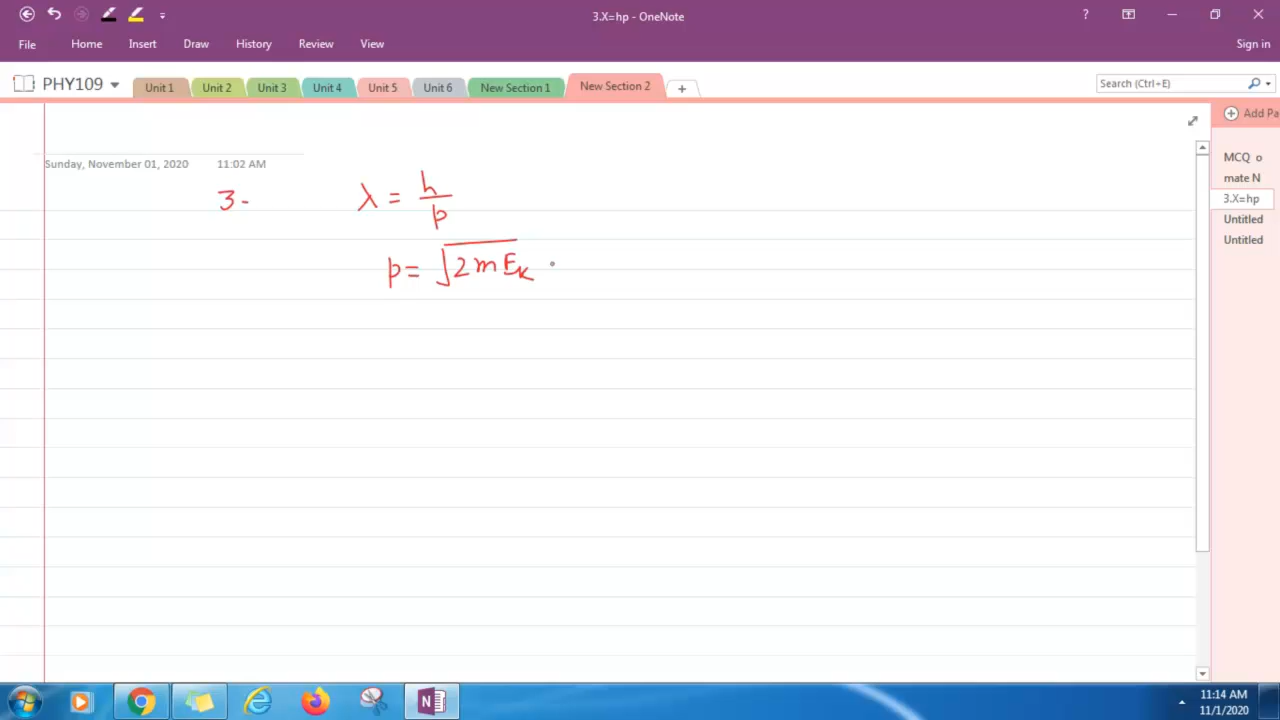 3.X=hp - OneNote
?
File Home Insert Draw History Review View
Sign in
PHY109 Unit 1 Unit 2 Unit 3 Unit 4 Unit 5 Unit 6 New Section 1 New Section 2 +
Search (Ctrl+E)
Add Pa
Sunday, November 01, 2020 11:02 AM
MCQ o
mate N
3.X=hp
Untitled
Untitled
3. λ = h/p
p = √2mE_K
11:14 AM
11/1/2020